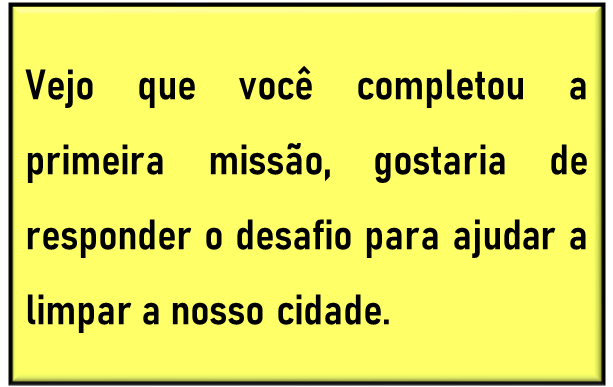 Vejo que você completou a
primeira missão, gostaria de
responder o desafio para ajudar a
limpar a nosso cidade.